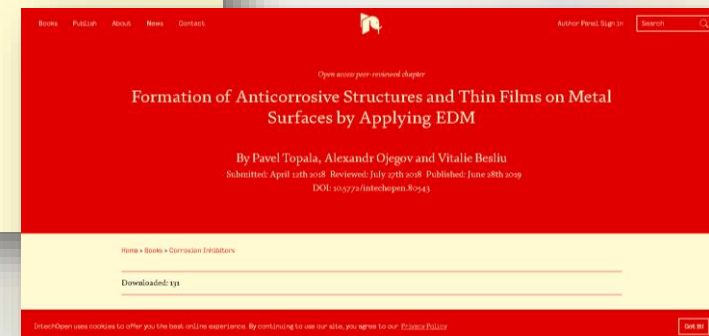 Books Publish About News Contact Author Panel Sign in Search
Open access peer-reviewed chapter
Formation of Anticorrosive Structures and Thin Films on Metal
Surfaces by Applying EDM
By Pavel Topala, Alexandr Ojegov and Vitalie Besliu
Submitted: April 12th 2018 Reviewed: July 27th 2018 Published: June 28th 2019
DOI: 10.5772/intechopen.80543
Home » Books » Corrosion Inhibitors
Downloaded: 131
IntechOpen uses cookies to offer you the best online experience. By continuing to use our site, you agree to our Privacy Policy Got it!